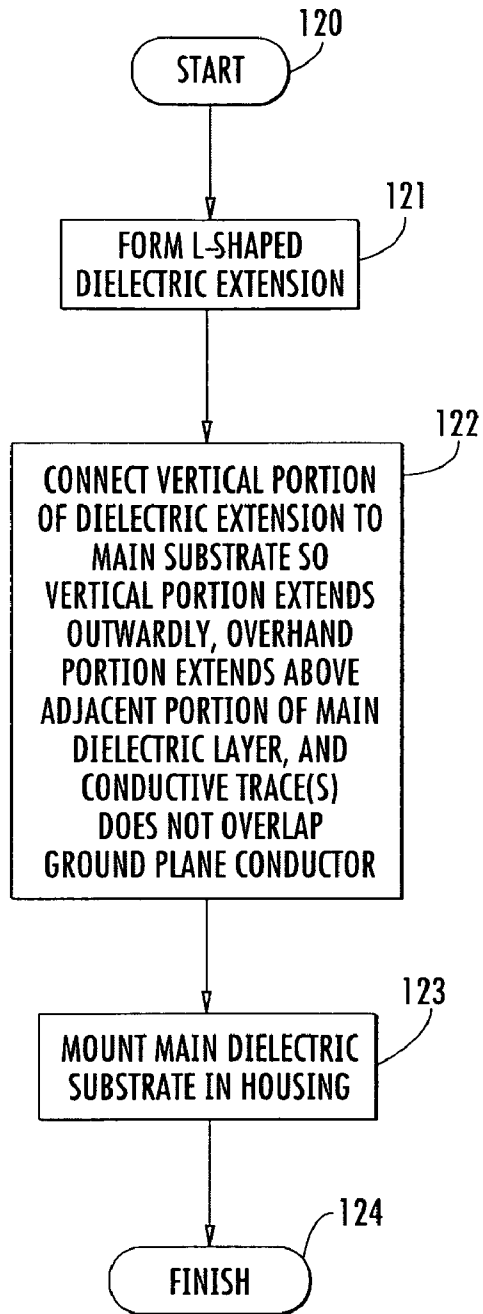 120
START
121
FORM L-SHAPED
DIELECTRIC EXTENSION
122
CONNECT VERTICAL PORTION
OF DIELECTRIC EXTENSION TO
MAIN SUBSTRATE SO
VERTICAL PORTION EXTENDS
OUTWARDLY, OVERHAND
PORTION EXTENDS ABOVE
ADJACENT PORTION OF MAIN
DIELECTRIC LAYER, AND
CONDUCTIVE TRACE(S)
DOES NOT OVERLAP
GROUND PLANE CONDUCTOR
123
MOUNT MAIN DIELECTRIC
SUBSTRATE IN HOUSING
124
FINISH